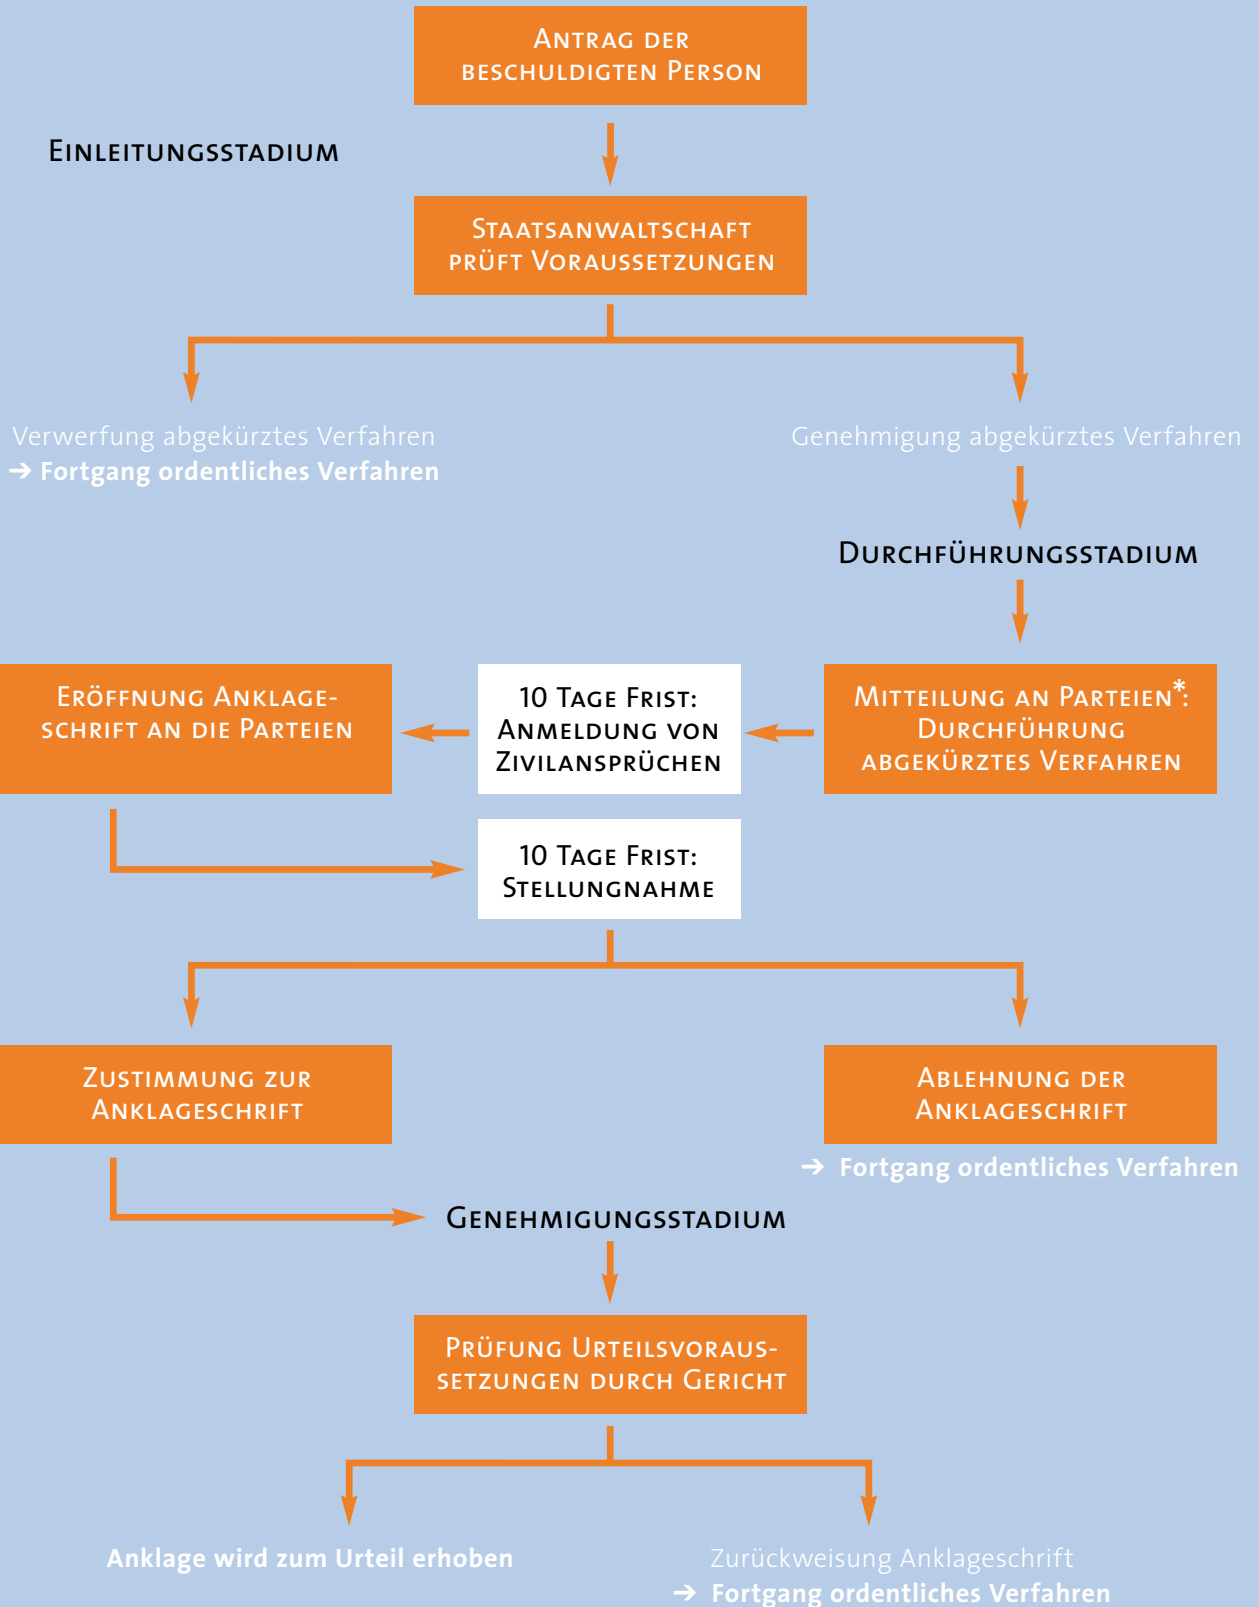 Antrag der
beschuldigten Person
Einleitungsstadium
Staatsanwaltschaft
prüft Voraussetzungen
Verwerfung abgekürztes Verfahren
➔ Fortgang ordentliches Verfahren
Genehmigung abgekürztes Verfahren
Durchführungsstadium
Eröffnung Anklage-
schrift an die Parteien
10 Tage Frist:
Anmeldung von
Zivilansprüchen
Mitteilung an Parteien*:
Durchführung
abgekürztes Verfahren
10 Tage Frist:
Stellungnahme
Zustimmung zur
Anklageschrift
Ablehnung der
Anklageschrift
➔ Fortgang ordentliches Verfahren
Genehmigungsstadium
Prüfung Urteilsvoraus-
setzungen durch Gericht
Anklage wird zum Urteil erhoben
Zurückweisung Anklageschrift
➔ Fortgang ordentliches Verfahren